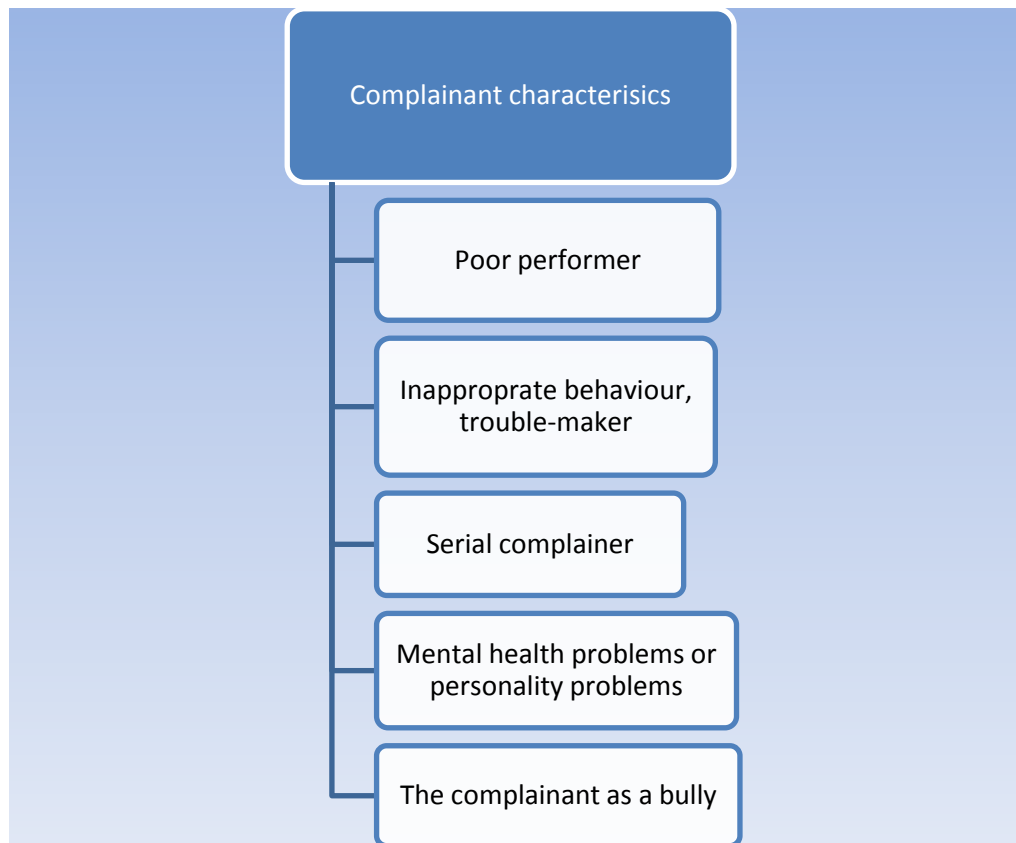 Complainant characterisics
Poor performer
Inapproprate behaviour,
trouble-maker
Serial complainer
Mental health problems or
personality problems
The complainant as a bully